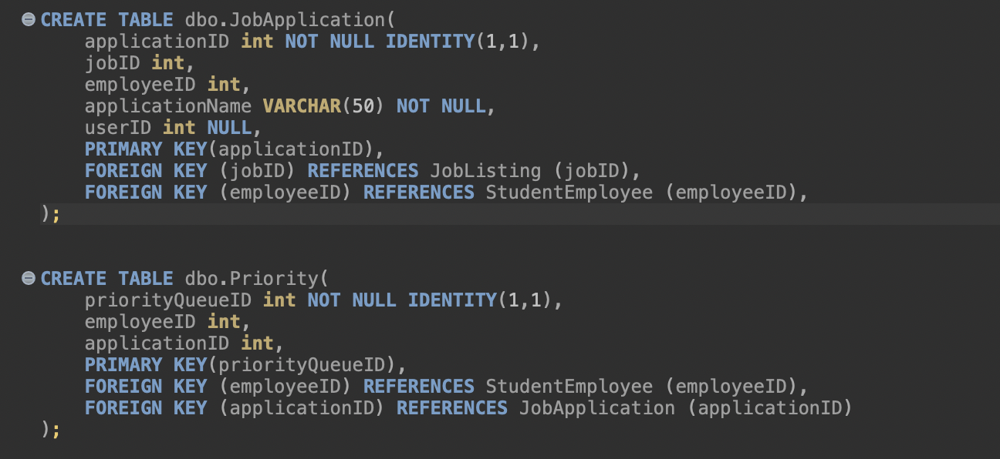 CREATE TABLE dbo.JobApplication(
applicationID int NOT NULL IDENTITY(1,1),
jobID int,
employeeID int,
applicationName VARCHAR(50) NOT NULL,
userID int NULL,
PRIMARY KEY(applicationID),
FOREIGN KEY (jobID) REFERENCES JobListing (jobID),
FOREIGN KEY (employeeID) REFERENCES StudentEmployee (employeeID),
);
CREATE TABLE dbo.Priority(
priorityQueueID int NOT NULL IDENTITY(1,1),
employeeID int,
applicationID int,
PRIMARY KEY(priorityQueueID),
FOREIGN KEY (employeeID) REFERENCES StudentEmployee (employeeID),
FOREIGN KEY (applicationID) REFERENCES JobApplication (applicationID)
);